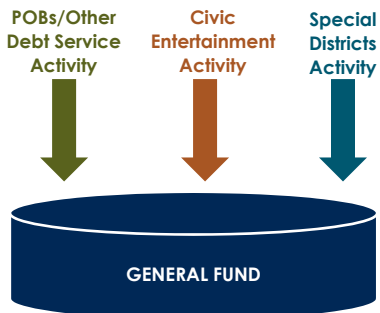 POBs/Other
Debt Service
Activity
Civic
Entertainment
Activity
Special
Districts
Activity
GENERAL FUND